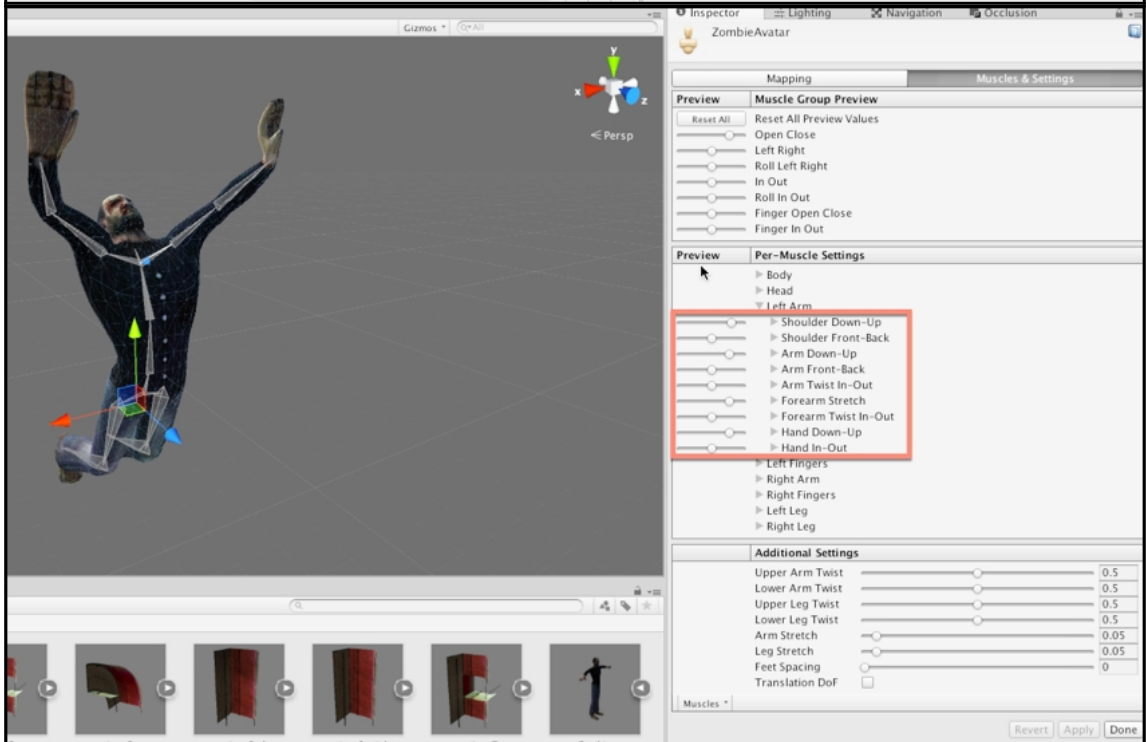 Inspector Lighting Navigation Occlusion
Gizmos All
ZombieAvatar
Mapping Muscles & Settings
y
x
z
Persp
Preview Muscle Group Preview
Reset All Reset All Preview Values
Open Close
Left Right
Roll Left Right
In Out
Roll In Out
Finger Open Close
Finger In Out
Preview Per-Muscle Settings
Body
Head
Left Arm
Shoulder Down-Up
Shoulder Front-Back
Arm Down-Up
Arm Front-Back
Arm Twist In-Out
Forearm Stretch
Forearm Twist In-Out
Hand Down-Up
Hand In-Out
Left Fingers
Right Arm
Right Fingers
Left Leg
Right Leg
Additional Settings
Upper Arm Twist 0.5
Lower Arm Twist 0.5
Upper Leg Twist 0.5
Lower Leg Twist 0.5
Arm Stretch 0.05
Leg Stretch 0.05
Feet Spacing 0
Translation DoF
Muscles
Revert Apply Done